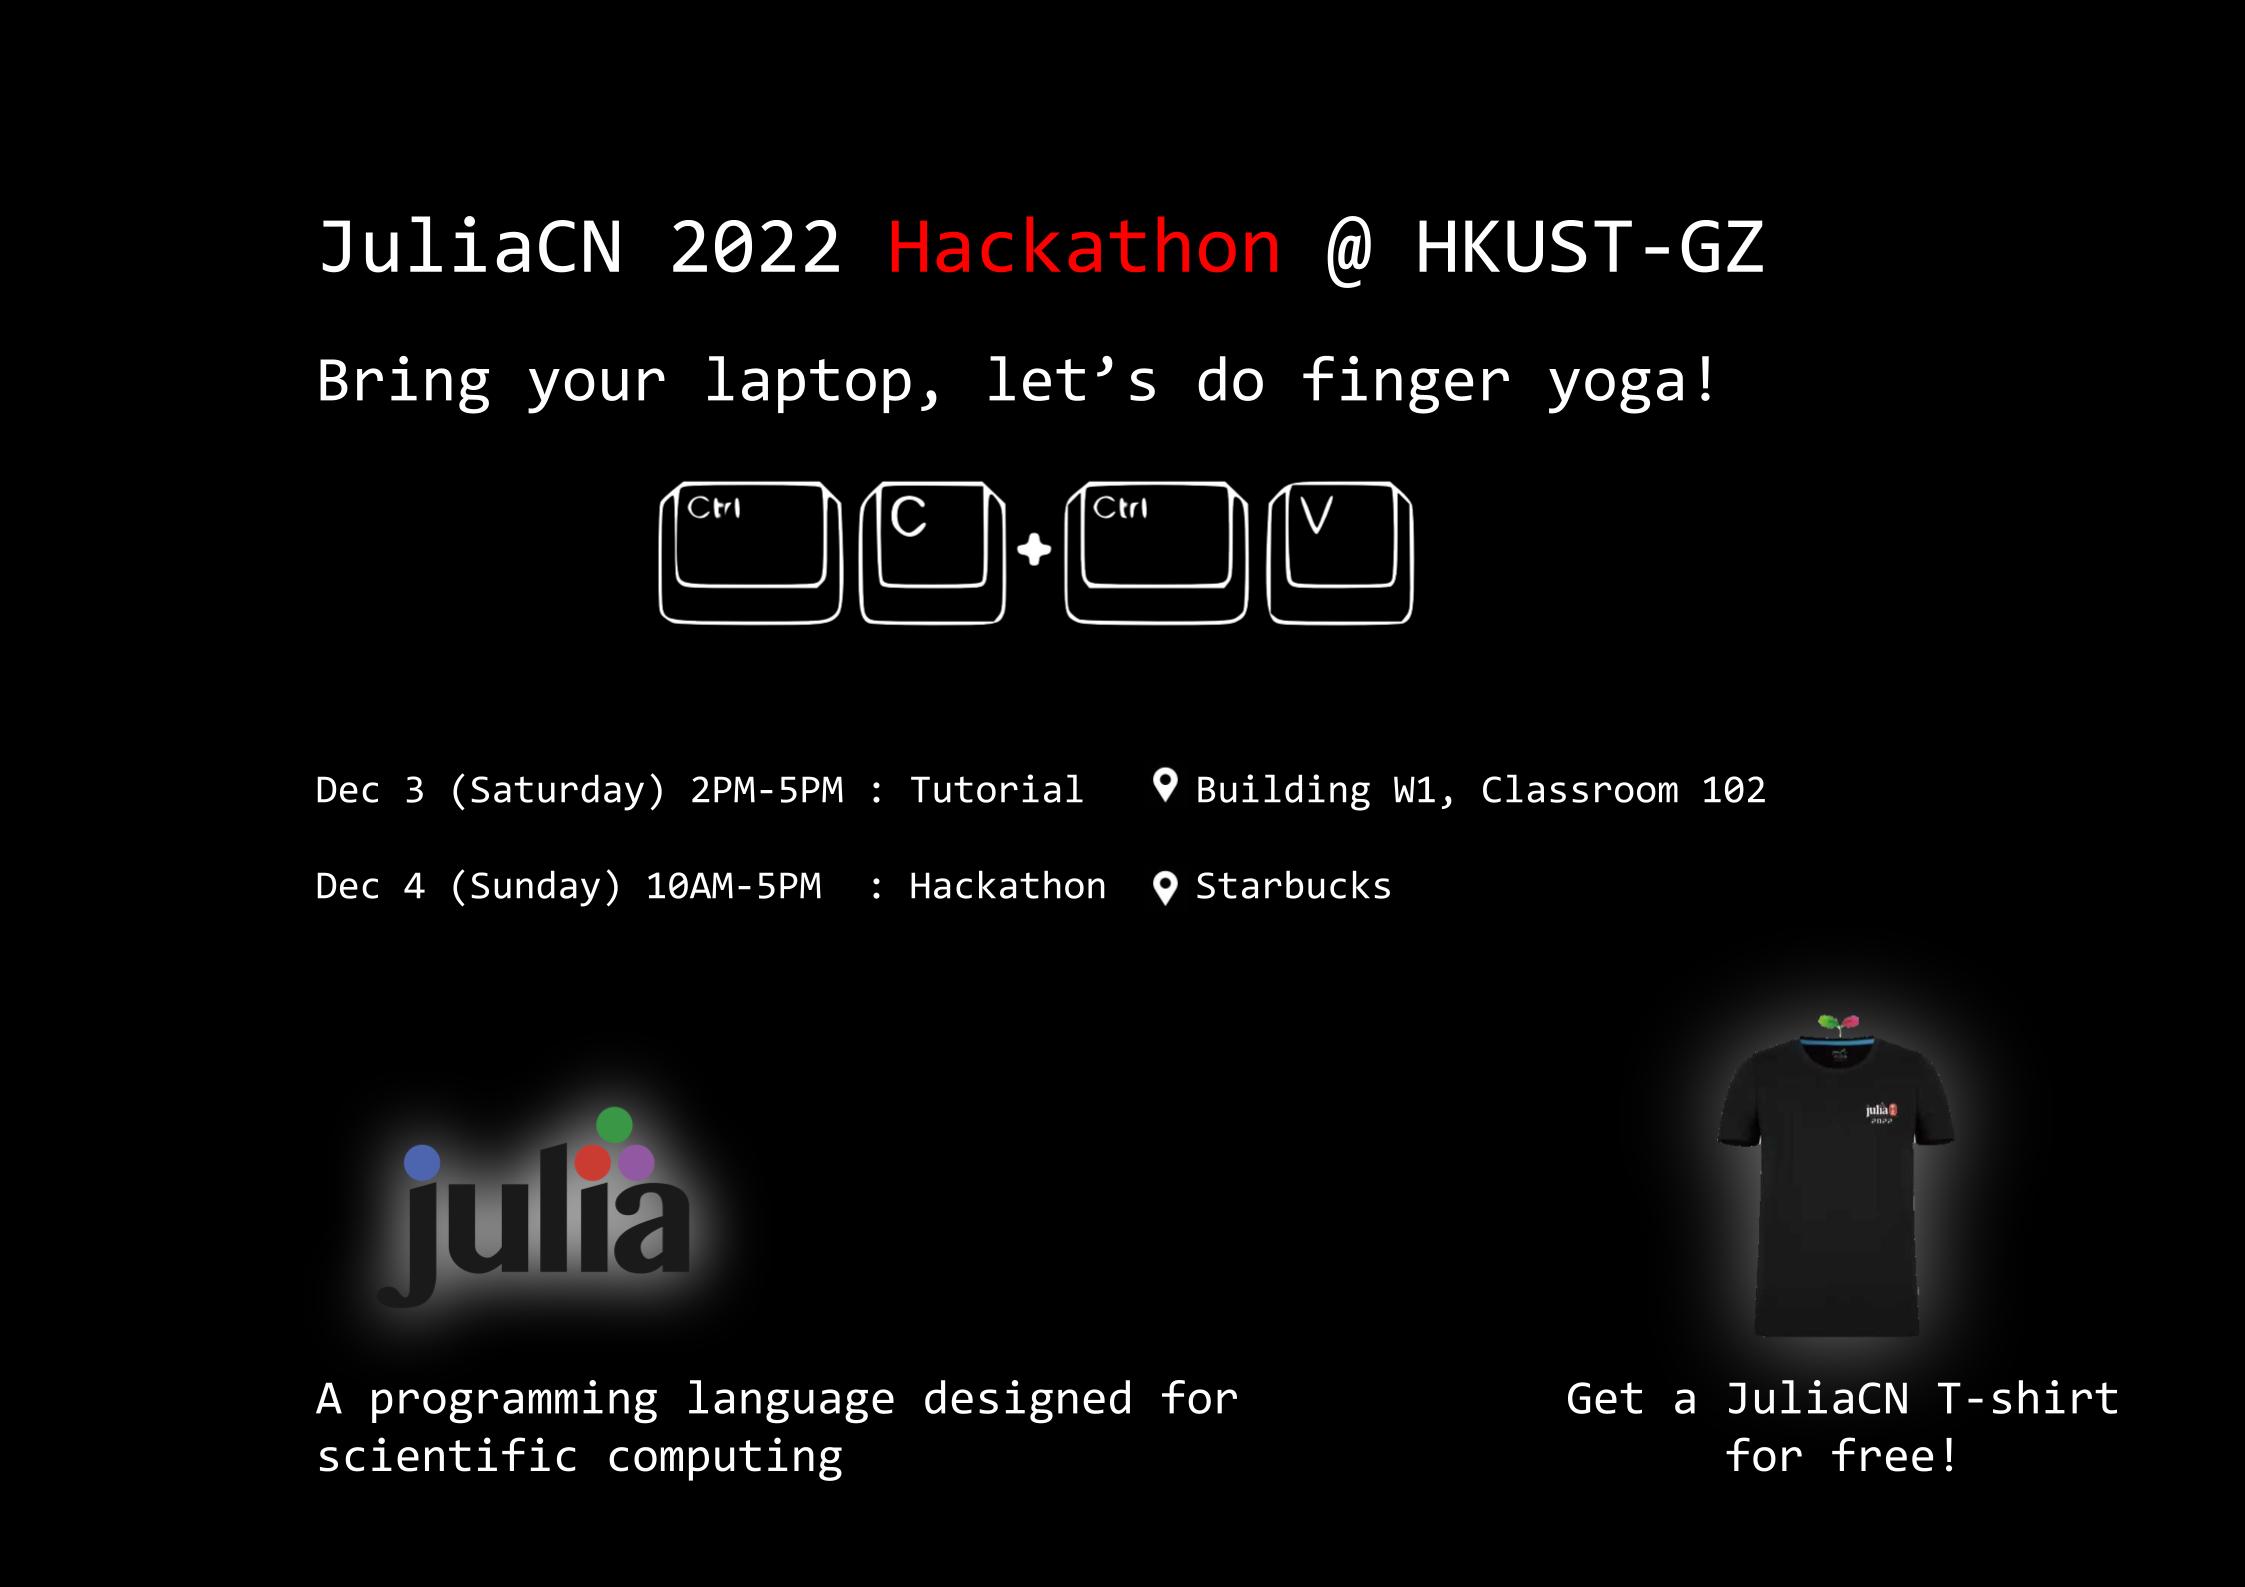 JuliaCN 2022 Hackathon @ HKUST-GZ
Bring your laptop, let’s do finger yoga!
Ctrl C + Ctrl V
Dec 3 (Saturday) 2PM-5PM : Tutorial Building W1, Classroom 102
Dec 4 (Sunday) 10AM-5PM : Hackathon Starbucks
julia
julia
2022
A programming language designed for
scientific computing
Get a JuliaCN T-shirt
for free!